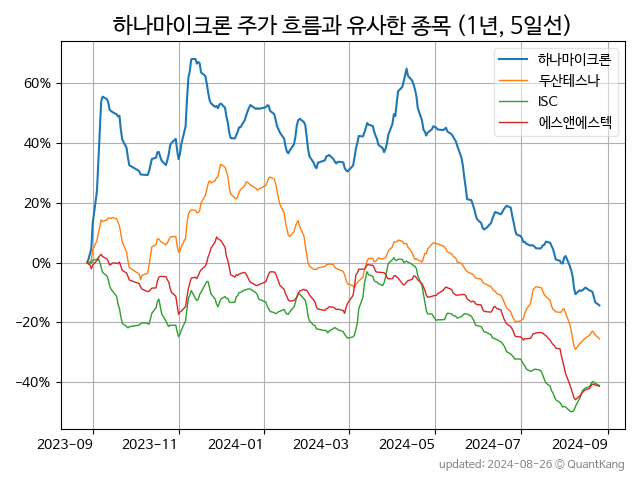 하나마이크론 주가 흐름과 유사한 종목 (1년, 5일선)
하나마이크론
두산테스나
ISC
에스앤에스텍
60%
40%
20%
0%
−20%
−40%
2023-09 2023-11 2024-01 2024-03 2024-05 2024-07 2024-09
updated: 2024-08-26 © QuantKang